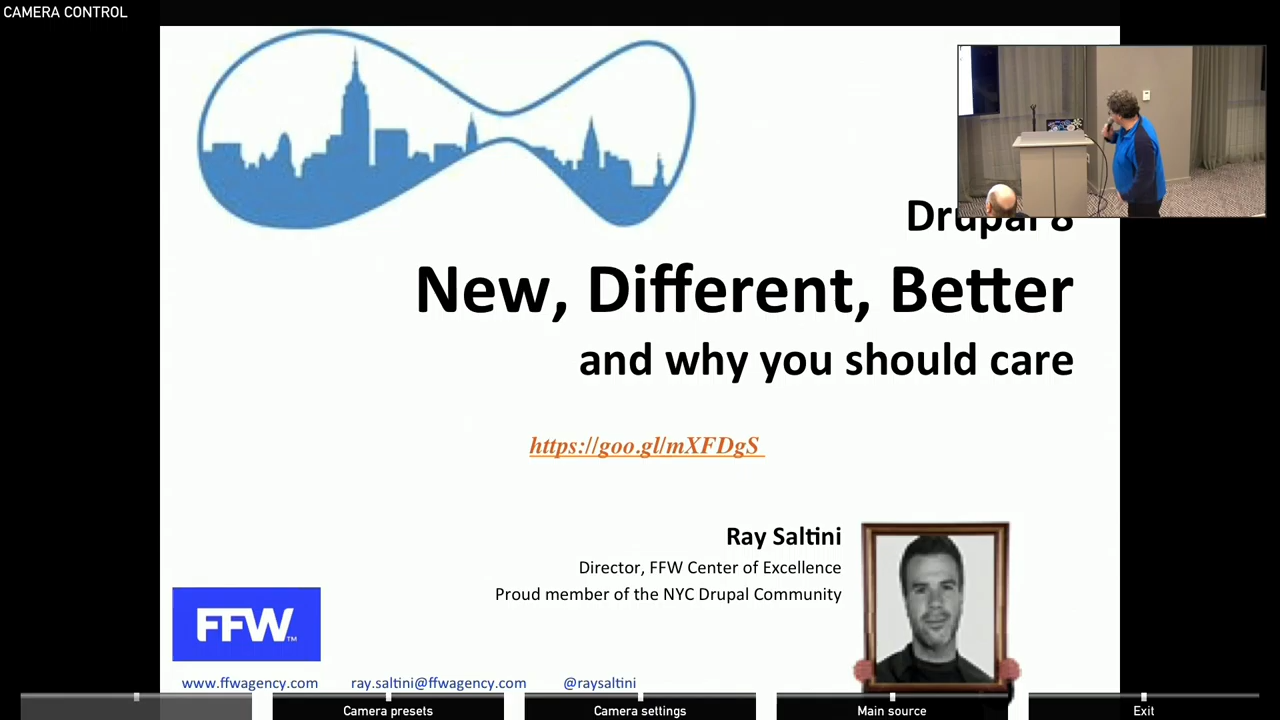 CAMERA CONTROL
Drupal 8
New, Different, Better
and why you should care
https://goo.gl/mXFDgS
Ray Saltini
Director, FFW Center of Excellence
Proud member of the NYC Drupal Community
FFW™
www.ffwagency.com ray.saltini@ffwagency.com @raysaltini
Camera presets Camera settings Main source Exit